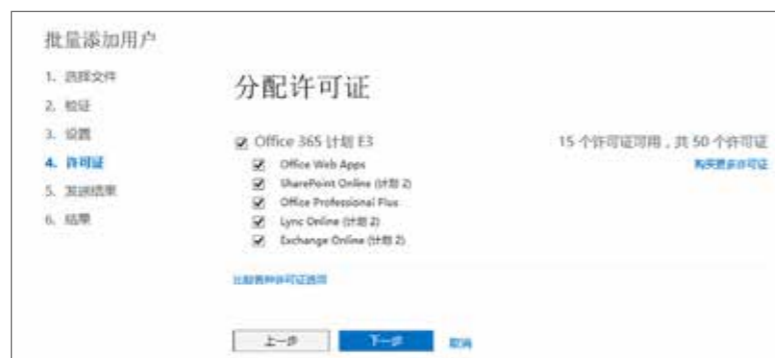 批量添加用户
1. 选择文件
2. 验证
3. 设置
4. 许可证
5. 发送结果
6. 结果
分配许可证
Office 365 计划 E3
15 个许可证可用，共 50 个许可证
购买更多许可证
Office Web Apps
SharePoint Online (计划 2)
Office Professional Plus
Lync Online (计划 2)
Exchange Online (计划 2)
比较各种许可证选项
上一步
下一步
取消